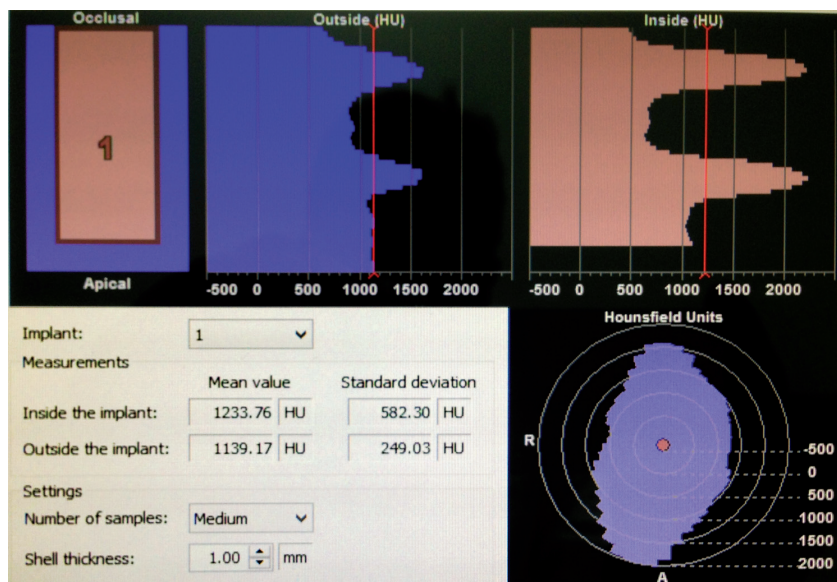 Occlusal
Outside (HU)
Inside (HU)
1
Apical
-500 0 500 1000 1500 2000
-500 0 500 1000 1500 2000
Implant: 1
Measurements
Mean value Standard deviation
Inside the implant: 1233.76 HU 582.30 HU
Outside the implant: 1139.17 HU 249.03 HU
Settings
Number of samples: Medium
Shell thickness: 1.00 mm
Hounsfield Units
R
-500
0
500
1000
1500
2000
A